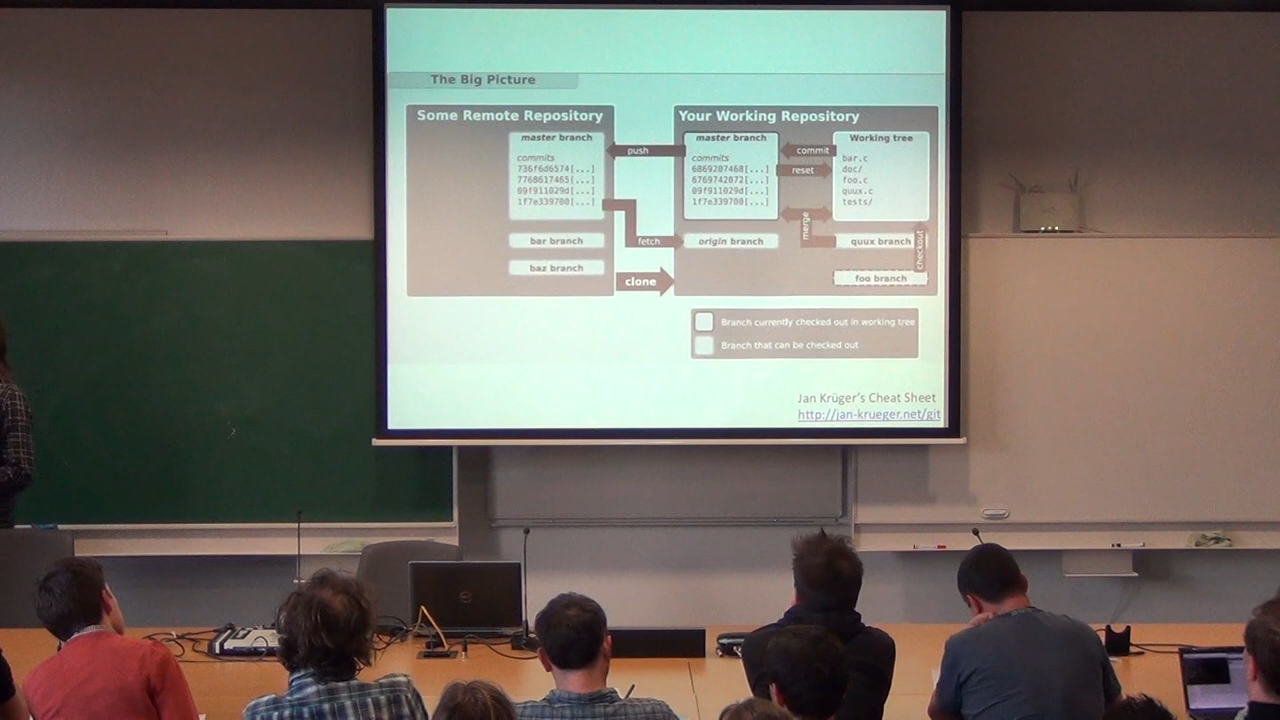 The Big Picture
Some Remote Repository
master branch
commits
736f6d6574[...]
7768617465[...]
09f911029d[...]
1f7e339700[...]
bar branch
baz branch
push
fetch
clone
Your Working Repository
master branch
commits
6869207468[...]
6769742072[...]
09f911029d[...]
1f7e339700[...]
origin branch
commit
reset
merge
Working tree
bar.c
doc/
foo.c
quux.c
tests/
quux branch
checkout
foo branch
Branch currently checked out in working tree
Branch that can be checked out
Jan Krüger's Cheat Sheet
http://jan-krueger.net/git
DELL